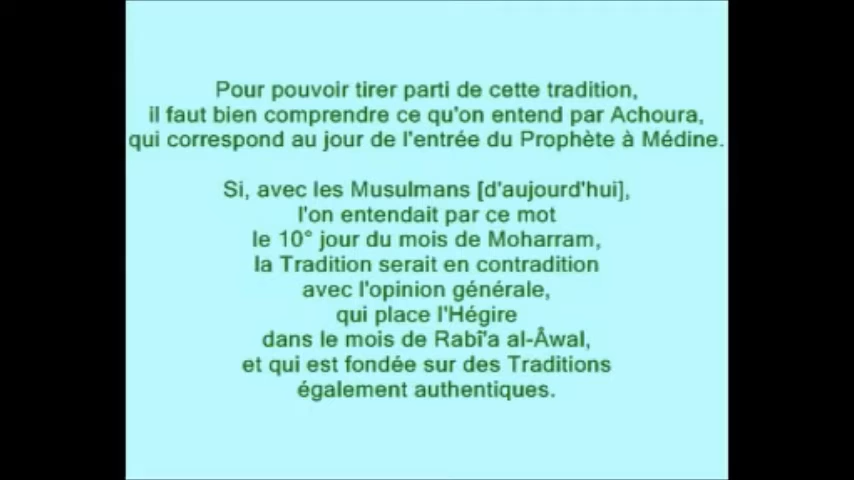 Pour pouvoir tirer parti de cette tradition,
il faut bien comprendre ce qu'on entend par Achoura,
qui correspond au jour de l'entrée du Prophète à Médine.
Si, avec les Musulmans [d'aujourd'hui],
l'on entendait par ce mot
le 10° jour du mois de Moharram,
la Tradition serait en contradition
avec l'opinion générale,
qui place l'Hégire
dans le mois de Rabî'a al-Âwal,
et qui est fondée sur des Traditions
également authentiques.